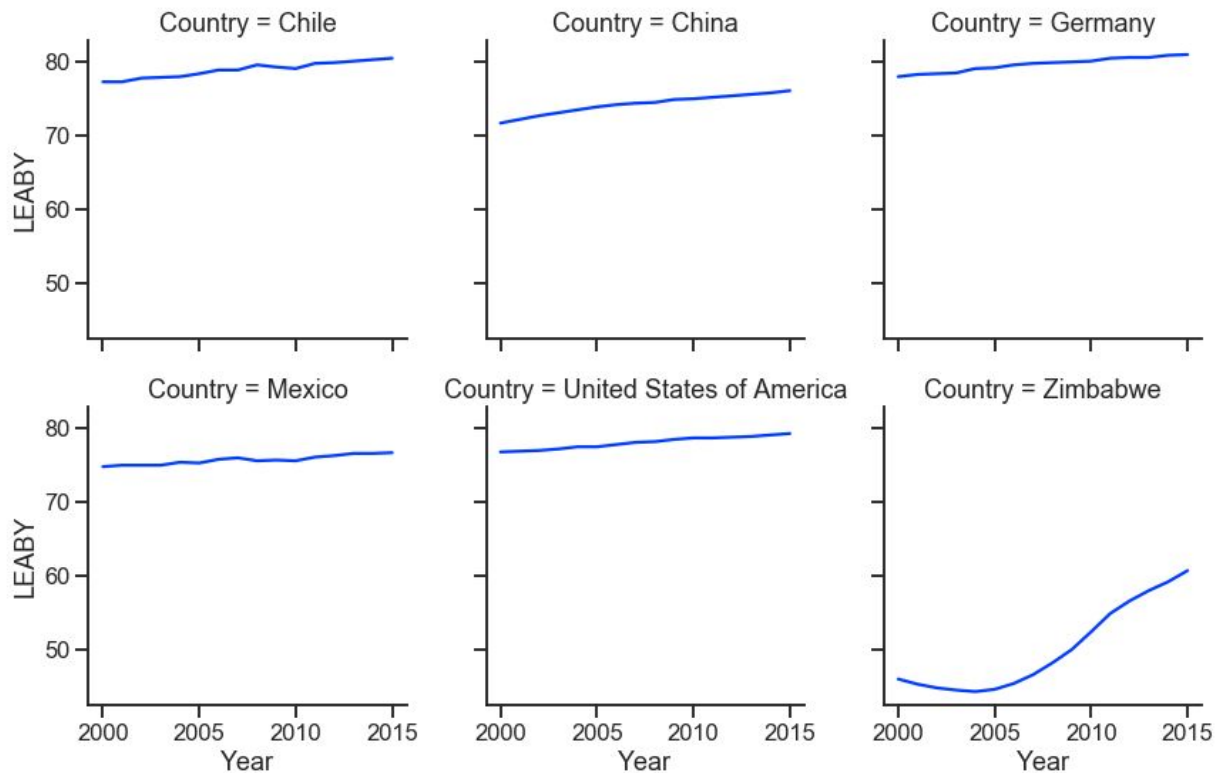 Country = Chile
Country = China
Country = Germany
80
70
60
50
LEABY
Country = Mexico
Country = United States of America
Country = Zimbabwe
80
70
60
50
LEABY
2000 2005 2010 2015
2000 2005 2010 2015
2000 2005 2010 2015
Year
Year
Year